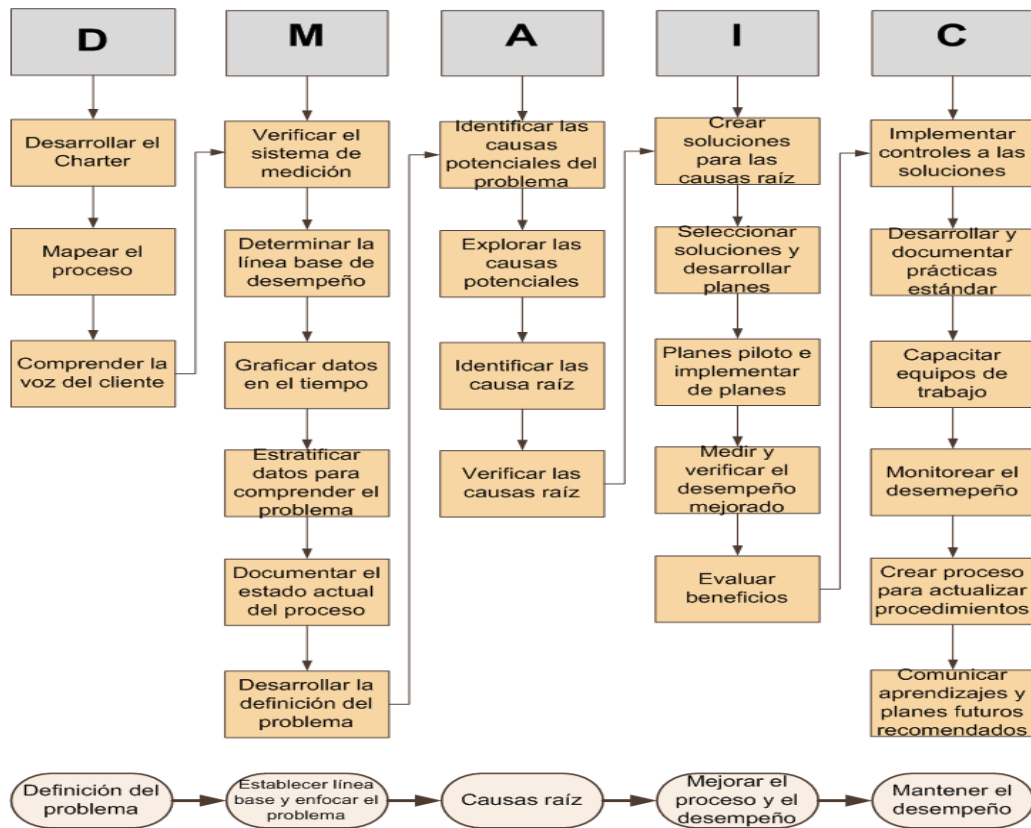 D
Desarrollar el
Charter
Mapear el
proceso
Comprender la
voz del cliente
M
Verificar el
sistema de
medición
Determinar la
línea base de
desempeño
Graficar datos
en el tiempo
Estratificar
datos para
comprender el
problema
Documentar el
estado actual del
proceso
Desarrollar la
definición del
problema
A
Identificar las
causas
potenciales del
problema
Explorar las
causas
potenciales
Identificar las
causa raíz
Verificar las
causas raíz
I
Crear
soluciones
para las
causas raíz
Seleccionar
soluciones y
desarrollar
planes
Planes piloto e
implementar
de planes
Medir y
verificar el
desempeño
mejorado
Evaluar
beneficios
C
Implementar
controles a las
soluciones
Desarrollar y
documentar
prácticas
estándar
Capacitar
equipos de
trabajo
Monitorear el
desemepeño
Crear proceso
para actualizar
procedimientos
Comunicar
aprendizajes y
planes futuros
recomendados
Definición del
problema
Establecer línea
base y enfocar el
problema
Causas raíz
Mejorar el
proceso y el
desempeño
Mantener el
desempeño